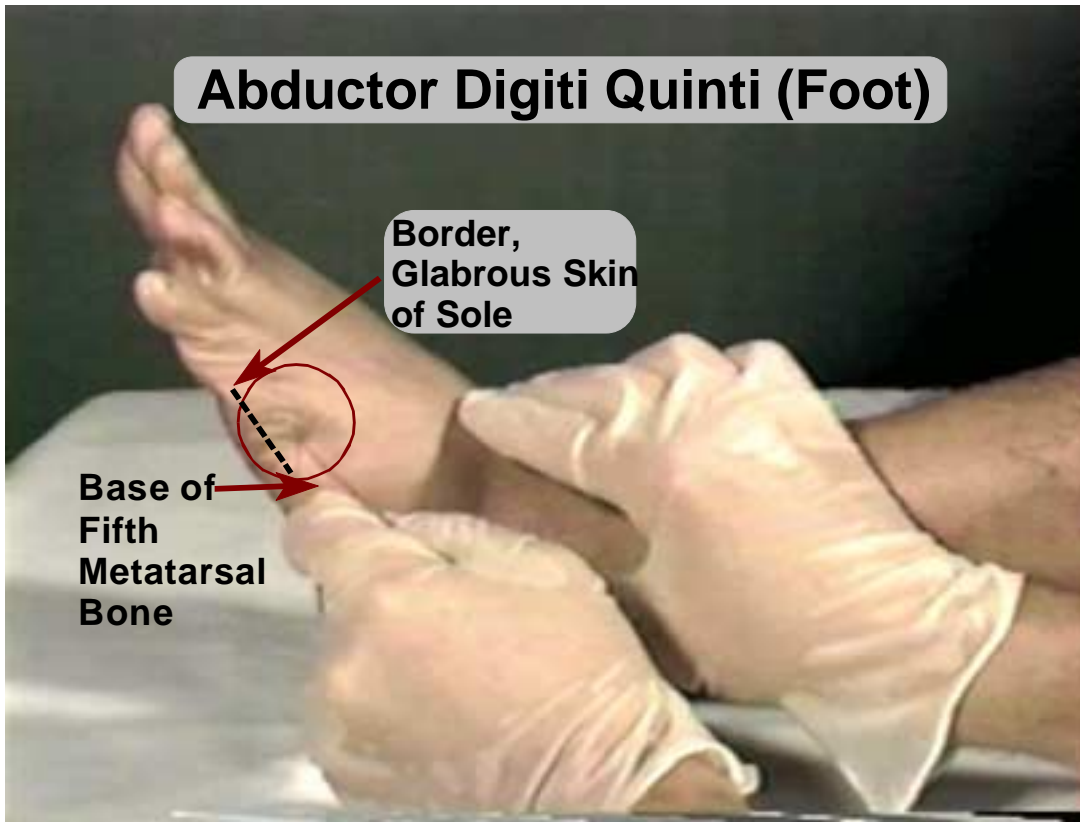 Abductor Digiti Quinti (Foot)
Border,
Glabrous Skin
of Sole
Base of
Fifth
Metatarsal
Bone